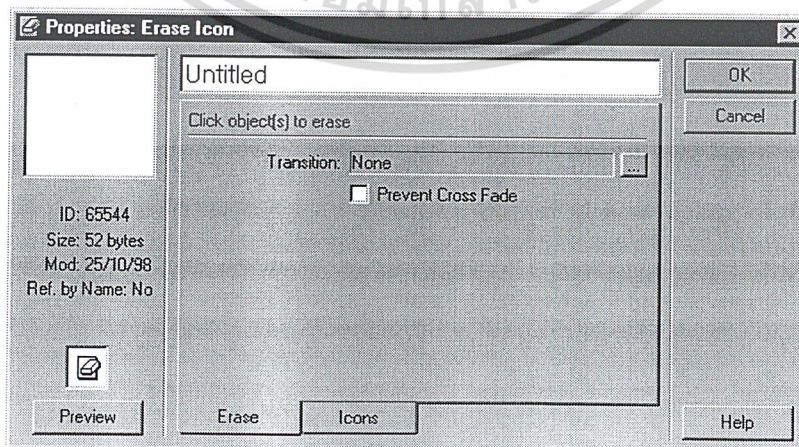 Properties: Erase Icon
Untitled
OK
Cancel
Click object(s) to erase
Transition: None ...
Prevent Cross Fade
ID: 65544
Size: 52 bytes
Mod: 25/10/98
Ref. by Name: No
Preview
Erase
Icons
Help